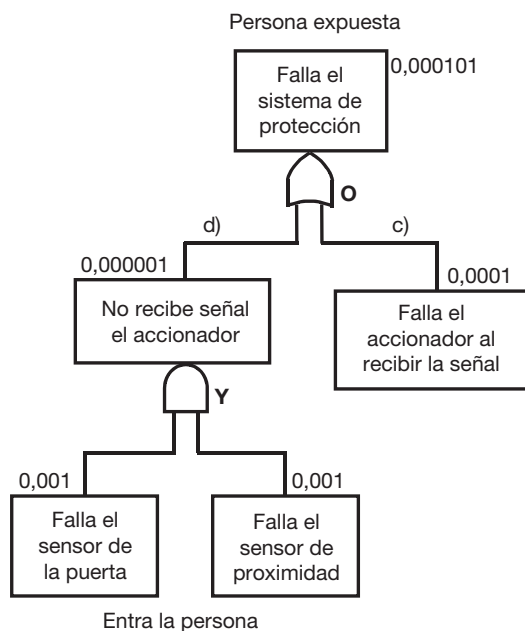 Persona expuesta
Falla el
sistema de
protección
0,000101
O
d)
c)
0,000001
0,0001
No recibe señal
el accionador
Falla el
accionador al
recibir la señal
Y
0,001
0,001
Falla el
sensor de
la puerta
Falla el
sensor de
proximidad
Entra la persona